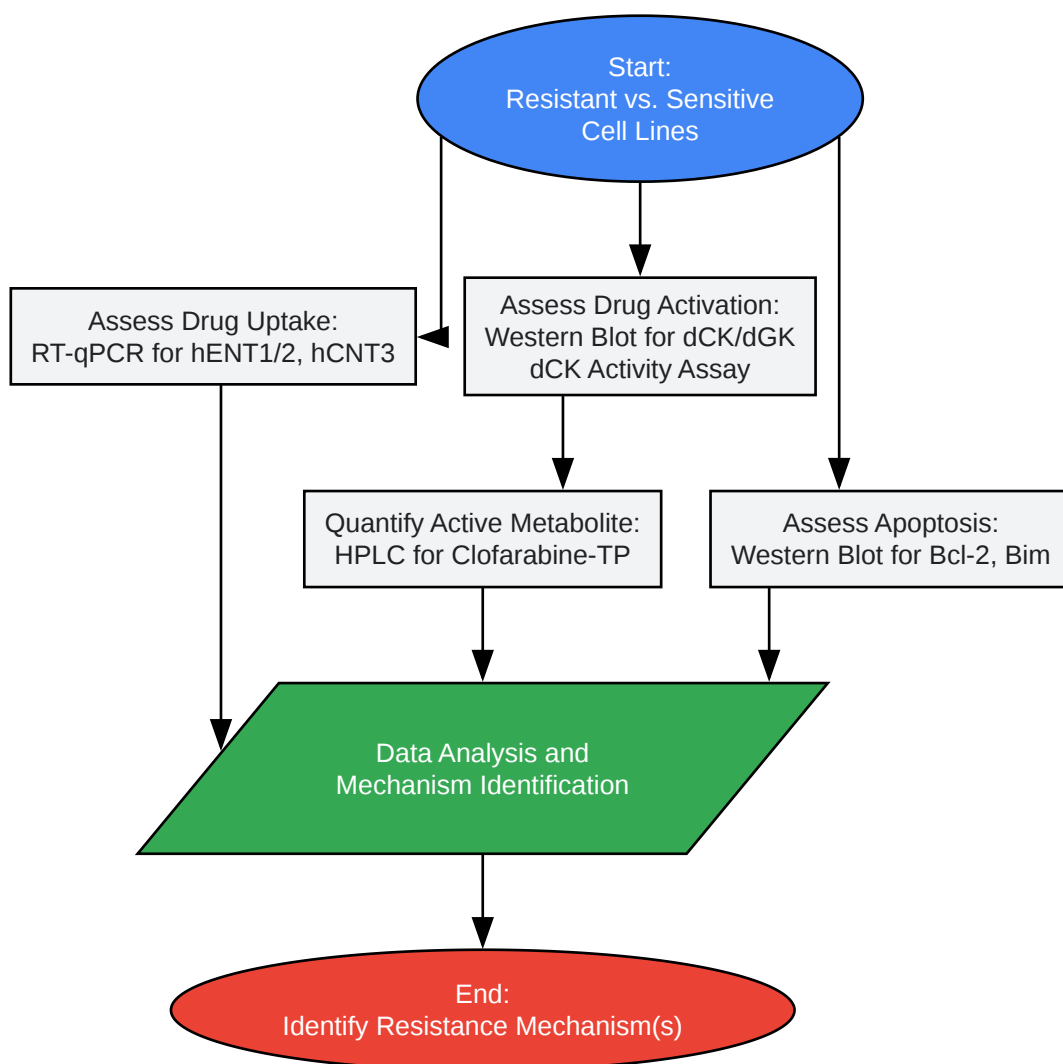 Start:
Resistant vs. Sensitive
Cell Lines
Assess Drug Uptake:
RT-qPCR for hENT1/2, hCNT3
Assess Drug Activation:
Western Blot for dCK/dGK
dCK Activity Assay
Quantify Active Metabolite:
HPLC for Clofarabine-TP
Assess Apoptosis:
Western Blot for Bcl-2, Bim
Data Analysis and
Mechanism Identification
End:
Identify Resistance Mechanism(s)